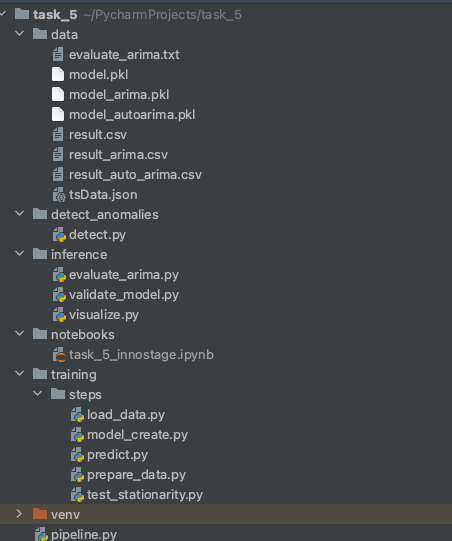 task_5 ~/PycharmProjects/task_5
data
evaluate_arima.txt
model.pkl
model_arima.pkl
model_autoarima.pkl
result.csv
result_arima.csv
result_auto_arima.csv
tsData.json
detect_anomalies
detect.py
inference
evaluate_arima.py
validate_model.py
visualize.py
notebooks
task_5_innostage.ipynb
training
steps
load_data.py
model_create.py
predict.py
prepare_data.py
test_stationarity.py
venv
pipeline.py